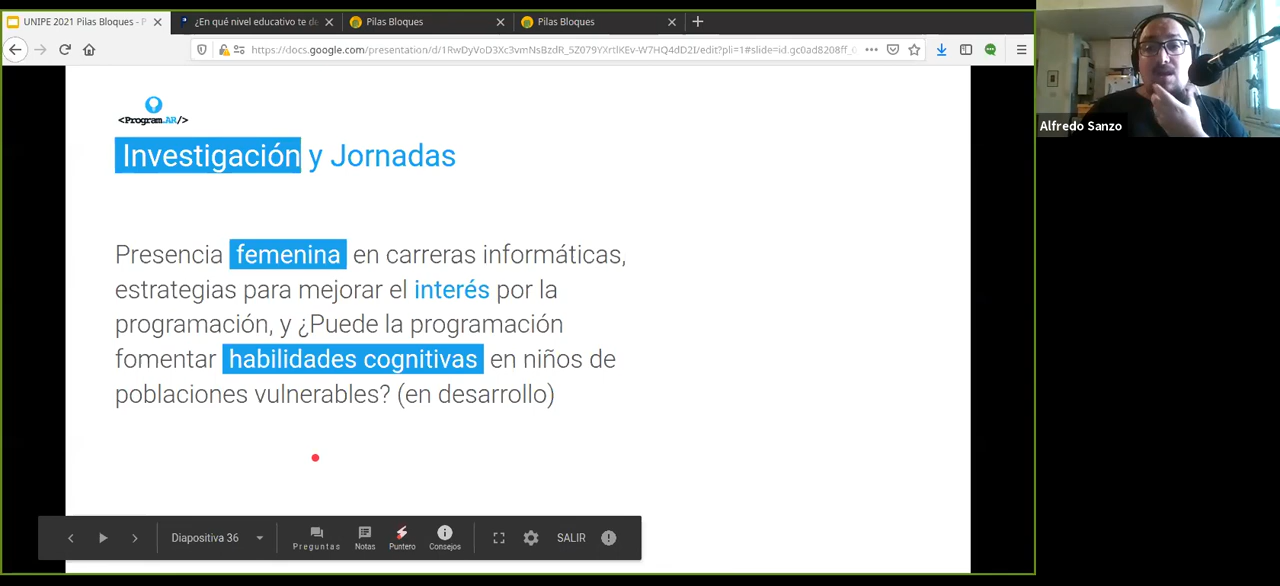 UNIPE 2021 Pilas Bloques - P
¿En qué nivel educativo te de
Pilas Bloques
Pilas Bloques
https://docs.google.com/presentation/d/1RwDyVoD3Xc3vmNsBzdR_5Z079YXrtlKEv-W7HQ4dD2I/edit?pli=1#slide=id.gc0ad8208ff_0
Alfredo Sanzo
<Program.AR/>
Investigación y Jornadas
Presencia femenina en carreras informáticas,
estrategias para mejorar el interés por la
programación, y ¿Puede la programación
fomentar habilidades cognitivas en niños de
poblaciones vulnerables? (en desarrollo)
Diapositiva 36
Preguntas
Notas
Puntero
Consejos
SALIR